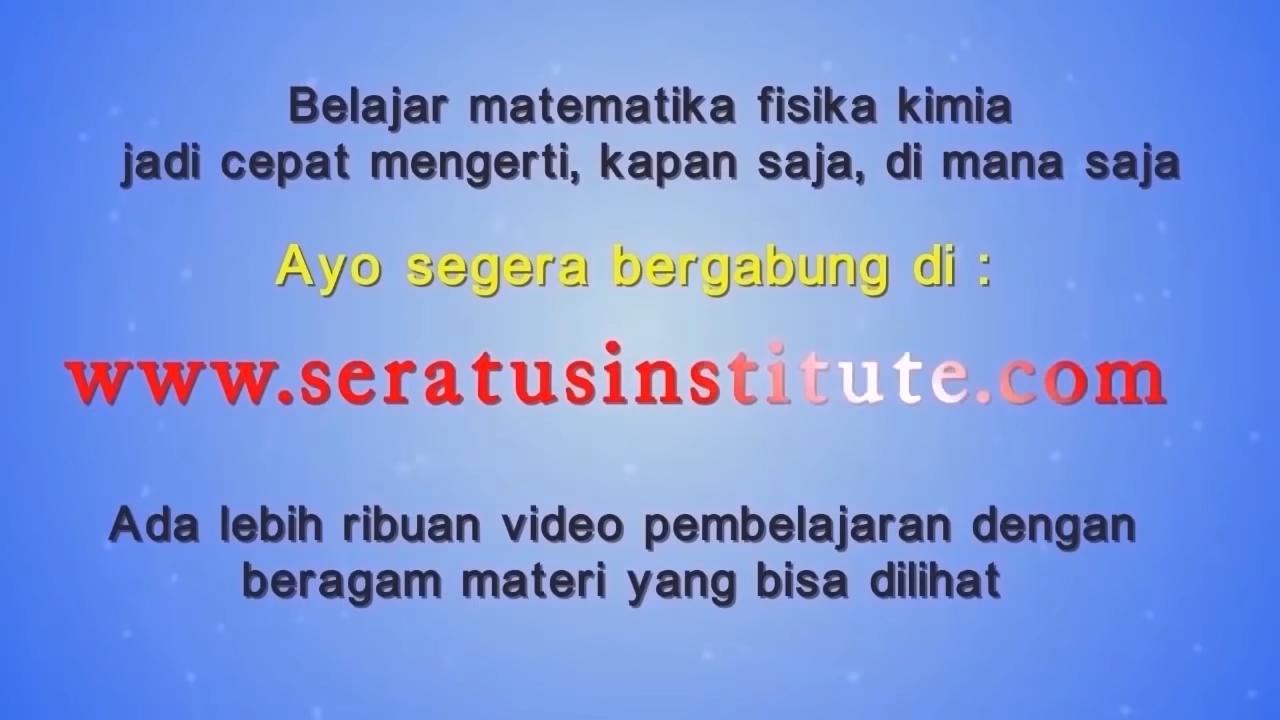 Belajar matematika fisika kimia
jadi cepat mengerti, kapan saja, di mana saja
Ayo segera bergabung di :
www.seratusinstitute.com
Ada lebih ribuan video pembelajaran dengan
beragam materi yang bisa dilihat